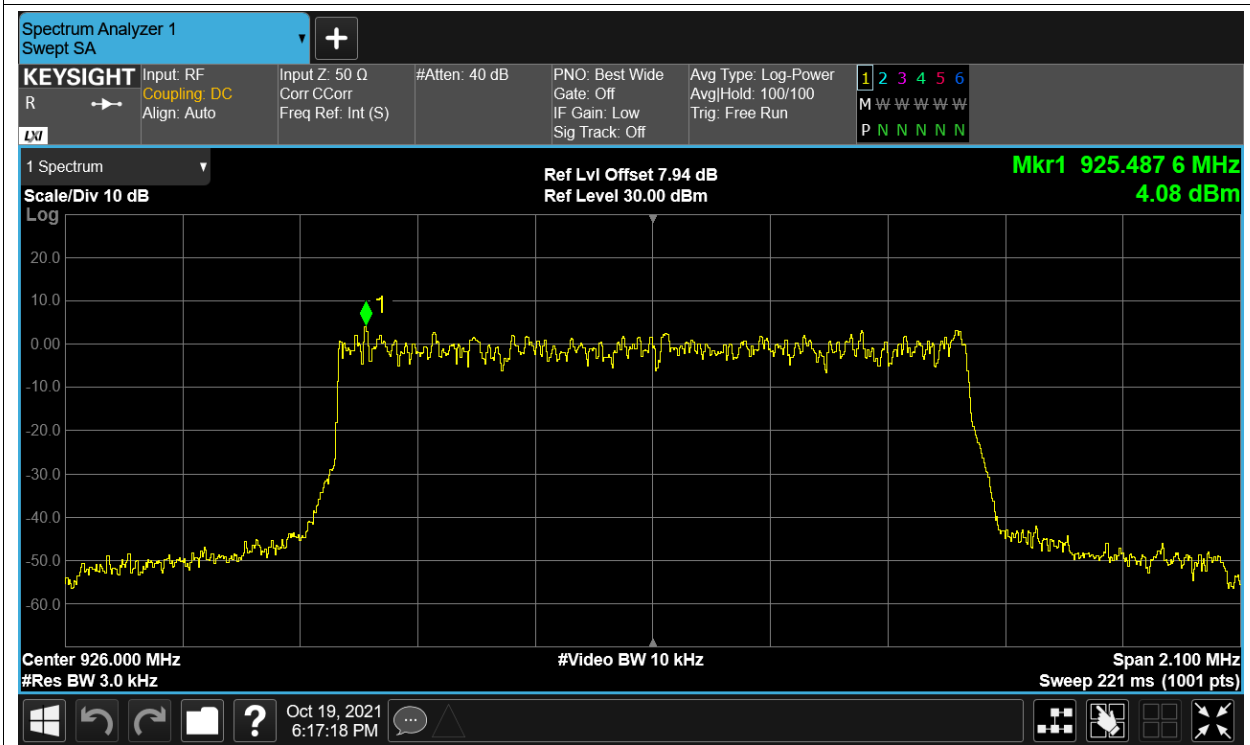 Spectrum Analyzer 1
Swept SA
KEYSIGHT
R
LXI
Input: RF
Coupling: DC
Align: Auto
Input Z: 50 Ω
Corr CCorr
Freq Ref: Int (S)
#Atten: 40 dB
PNO: Best Wide
Gate: Off
IF Gain: Low
Sig Track: Off
Avg Type: Log-Power
Avg|Hold: 100/100
Trig: Free Run
1 2 3 4 5 6
M W W W W W
P N N N N N
1 Spectrum
Scale/Div 10 dB
Log
Ref Lvl Offset 7.94 dB
Ref Level 30.00 dBm
Mkr1 925.487 6 MHz
4.08 dBm
20.0
10.0
0.00
-10.0
-20.0
-30.0
-40.0
-50.0
-60.0
1
Center 926.000 MHz
#Res BW 3.0 kHz
#Video BW 10 kHz
Span 2.100 MHz
Sweep 221 ms (1001 pts)
?
Oct 19, 2021
6:17:18 PM